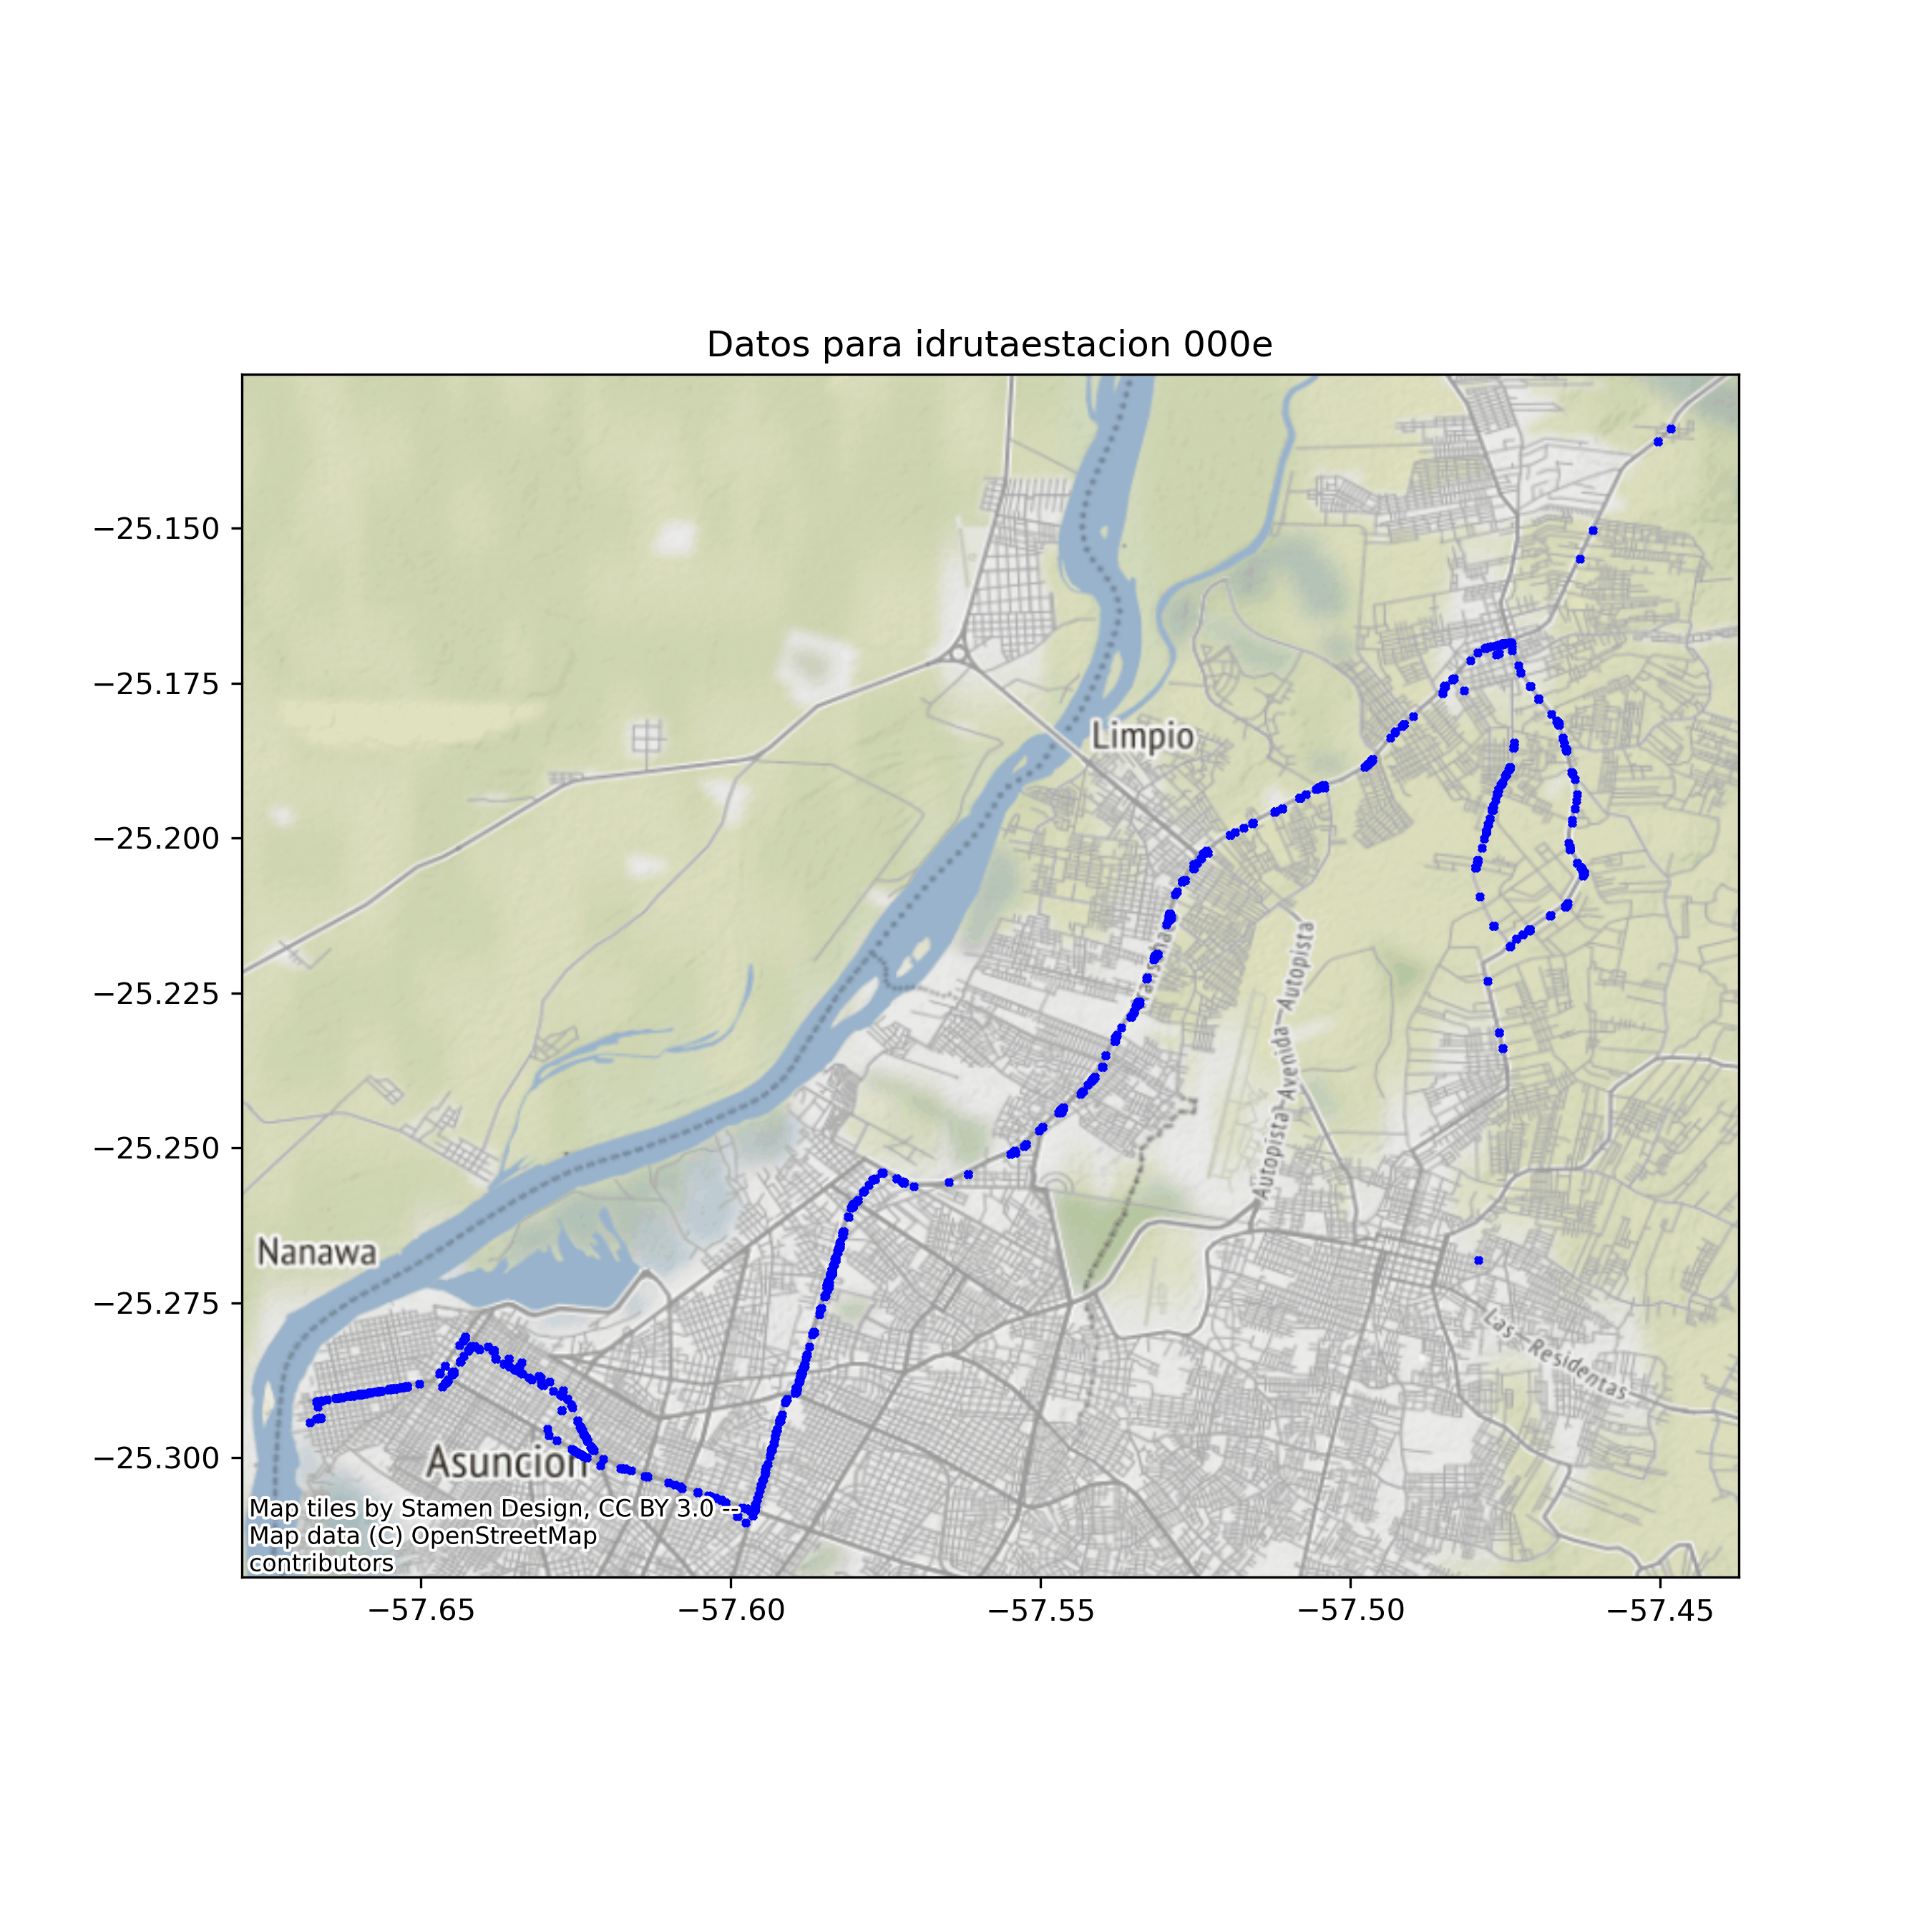 Datos para idrutaestacion 000e
−25.150
−25.175
Limpio
−25.200
Autopista-Avenida-Autopista
−25.225
−25.250
Nanawa
−25.275
Las-Residentas
−25.300
Asuncion
Map tiles by Stamen Design, CC BY 3.0 --
Map data (C) OpenStreetMap
contributors
−57.65
−57.60
−57.55
−57.50
−57.45